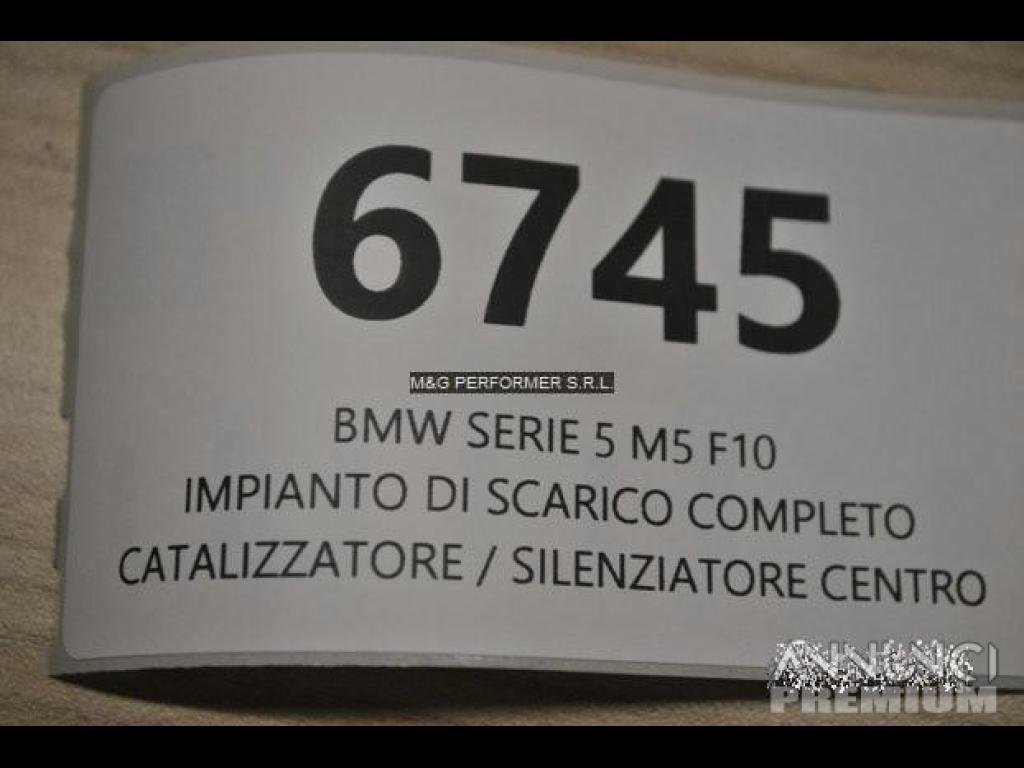 6745
M&G PERFORMER S.R.L.
BMW SERIE 5 M5 F10
IMPIANTO DI SCARICO COMPLETO
CATALIZZATORE / SILENZIATORE CENTRO
ANNUNCI
PREMIUM